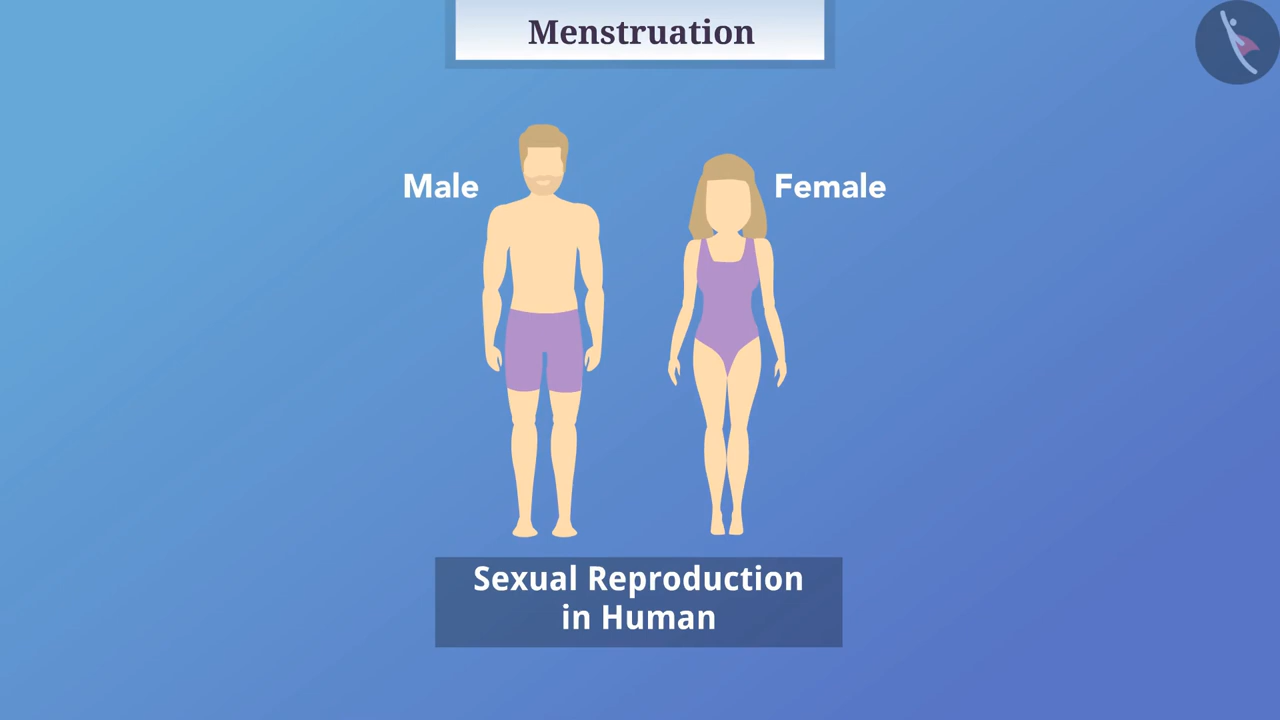 Menstruation
Male
Female
Sexual Reproduction
in Human